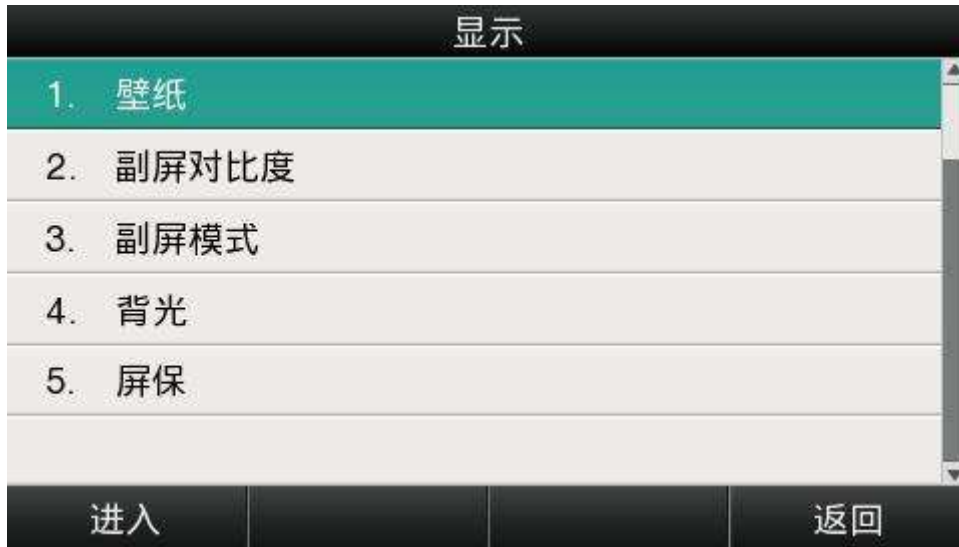 显示
1. 壁纸
2. 副屏对比度
3. 副屏模式
4. 背光
5. 屏保
进入 返回